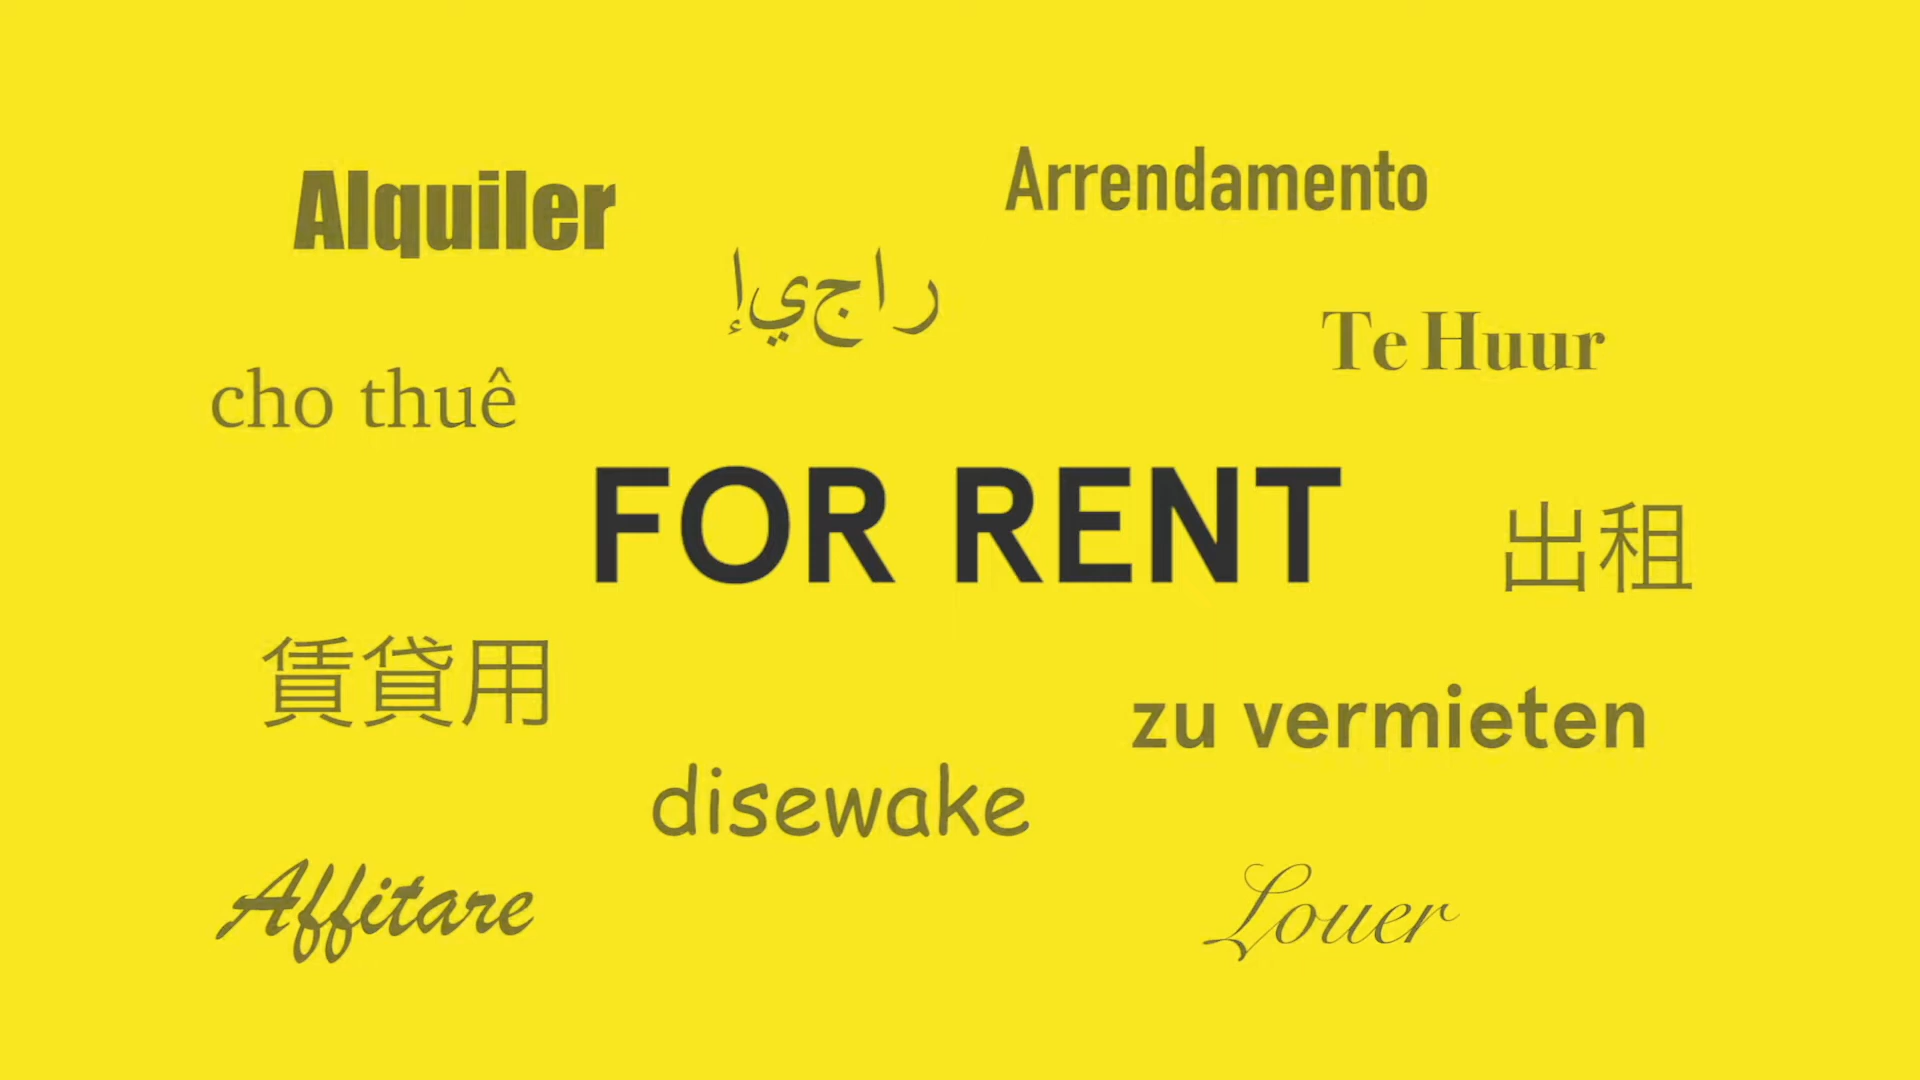 Arrendamento
Alquiler
إيجار
Te Huur
cho thuê
FOR RENT
出租
賃貸用
zu vermieten
disewake
Affitare
Louer